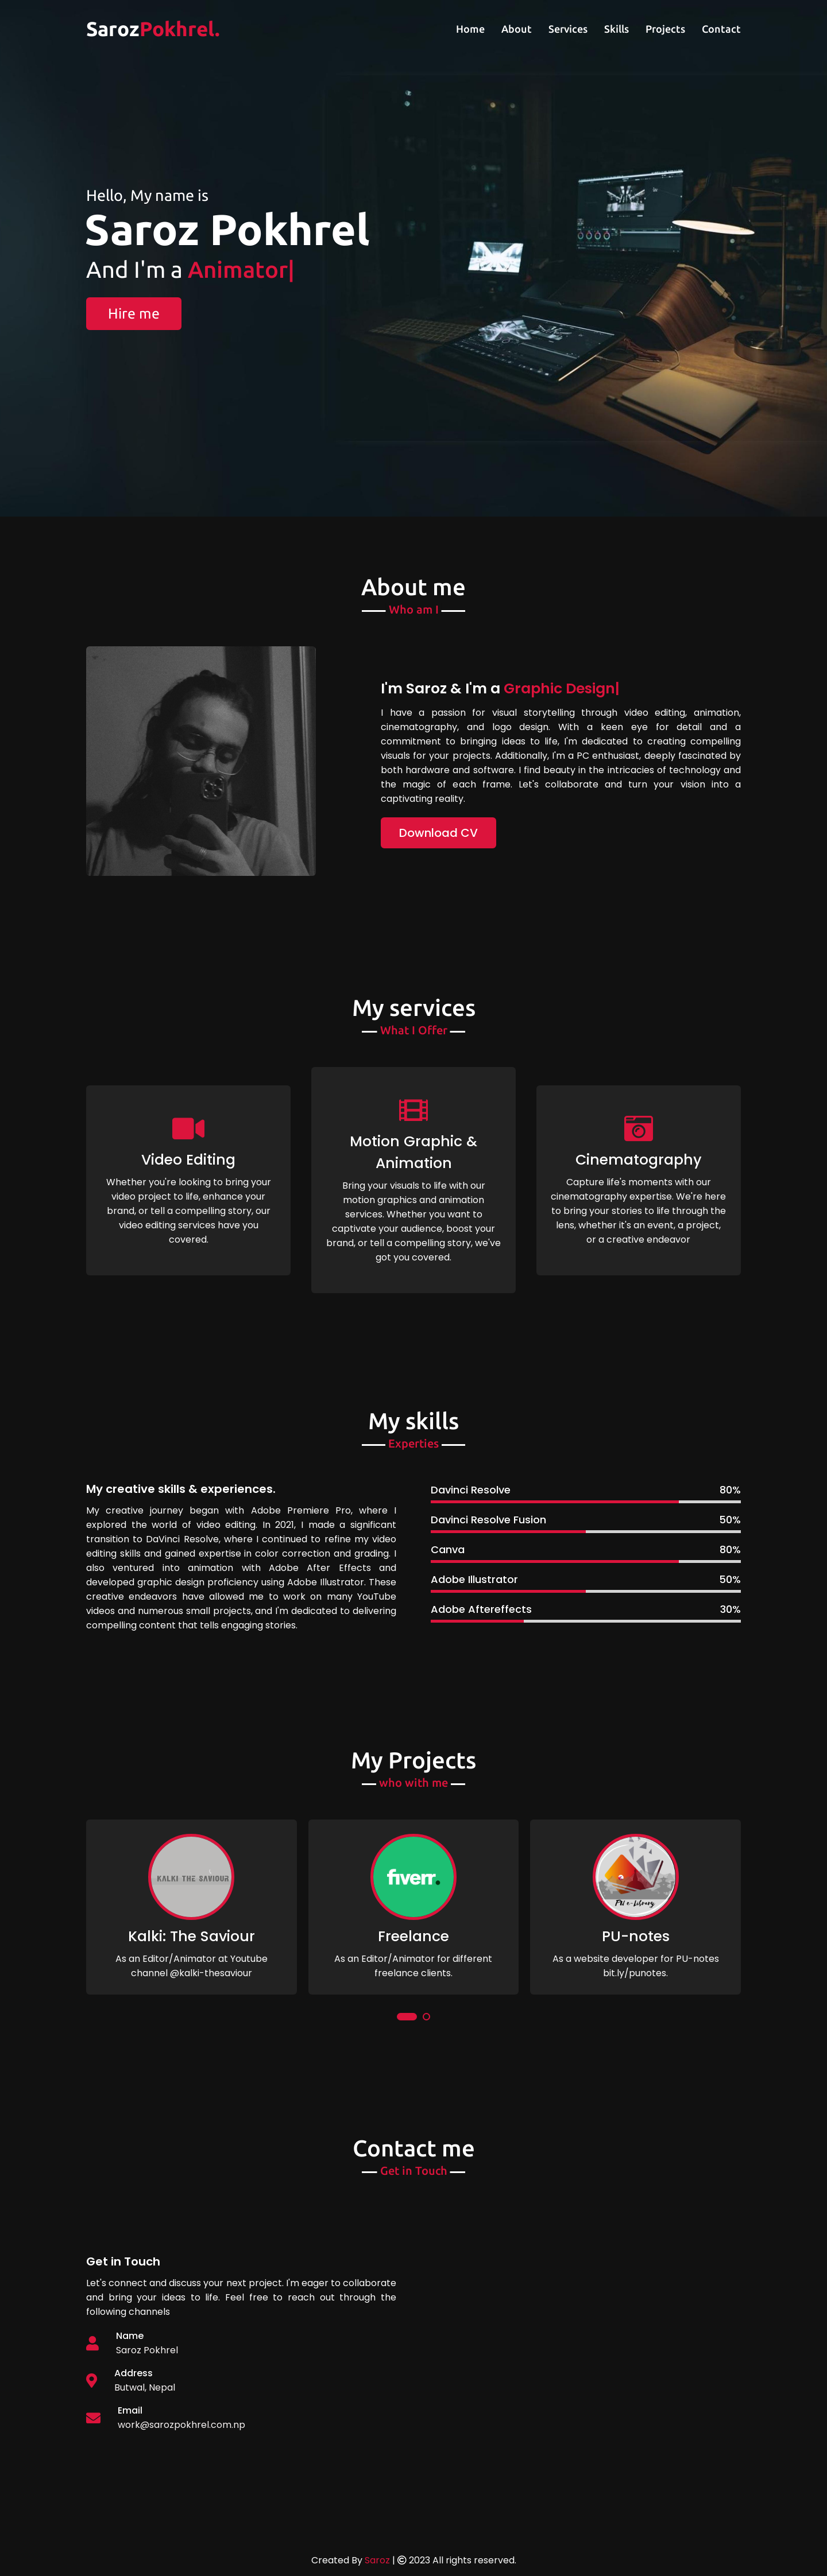 SarozPokhrel.
Home About Services Skills Projects Contact
Hello, My name is
Saroz Pokhrel
And I'm a Animator|
Hire me
About me
Who am I
I'm Saroz & I'm a Graphic Design|
I have a passion for visual storytelling through video editing, animation,
cinematography, and logo design. With a keen eye for detail and a
commitment to bringing ideas to life, I'm dedicated to creating compelling
visuals for your projects. Additionally, I'm a PC enthusiast, deeply fascinated by
both hardware and software. I find beauty in the intricacies of technology and
the magic of each frame. Let's collaborate and turn your vision into a
captivating reality.
Download CV
My services
What I Offer
Video Editing
Whether you're looking to bring your
video project to life, enhance your
brand, or tell a compelling story, our
video editing services have you
covered.
Motion Graphic &
Animation
Bring your visuals to life with our
motion graphics and animation
services. Whether you want to
captivate your audience, boost your
brand, or tell a compelling story, we've
got you covered.
Cinematography
Capture life's moments with our
cinematography expertise. We're here
to bring your stories to life through the
lens, whether it's an event, a project,
or a creative endeavor
My skills
Experties
My creative skills & experiences.
My creative journey began with Adobe Premiere Pro, where I
explored the world of video editing. In 2021, I made a significant
transition to DaVinci Resolve, where I continued to refine my video
editing skills and gained expertise in color correction and grading. I
also ventured into animation with Adobe After Effects and
developed graphic design proficiency using Adobe Illustrator. These
creative endeavors have allowed me to work on many YouTube
videos and numerous small projects, and I'm dedicated to delivering
compelling content that tells engaging stories.
Davinci Resolve 80%
Davinci Resolve Fusion 50%
Canva 80%
Adobe Illustrator 50%
Adobe Aftereffects 30%
My Projects
who with me
KALKI THE SAVIOUR
Kalki: The Saviour
As an Editor/Animator at Youtube
channel @kalki-thesaviour
fiverr.
Freelance
As an Editor/Animator for different
freelance clients.
PU e-Library
PU-notes
As a website developer for PU-notes
bit.ly/punotes.
Contact me
Get in Touch
Get in Touch
Let's connect and discuss your next project. I'm eager to collaborate
and bring your ideas to life. Feel free to reach out through the
following channels
Name
Saroz Pokhrel
Address
Butwal, Nepal
Email
work@sarozpokhrel.com.np
Created By Saroz | © 2023 All rights reserved.